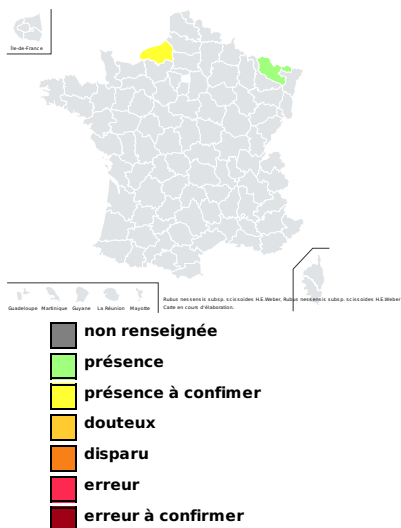 Île-de-France
Guadeloupe Martinique Guyane La Réunion Mayotte
Rubus nessensis subsp. scissoides H.E.Weber, Rubus nessensis subsp. scissoides H.E.Weber
Carte en cours d'élaboration.
non renseignée
présence
présence à confimer
douteux
disparu
erreur
erreur à confirmer